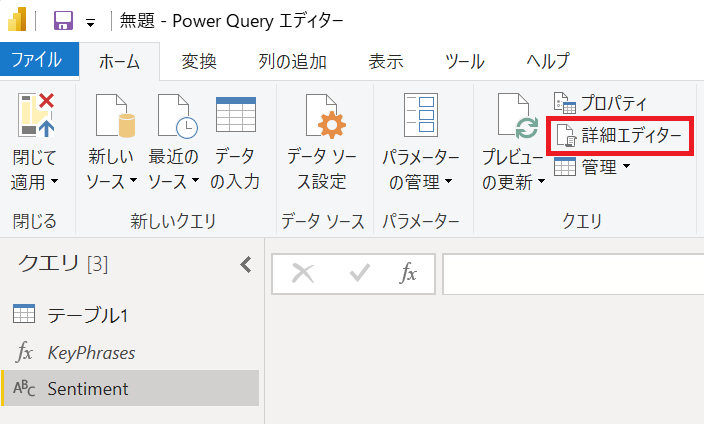 無題 - Power Query エディター
ファイル ホーム 変換 列の追加 表示 ツール ヘルプ
閉じて
適用
閉じる
新しい
ソース
最近の
ソース
データ
の入力
新しいクエリ
データ ソー
ス設定
データ ソース
パラメーター
の管理
パラメーター
プレビュー
の更新
プロパティ
詳細エディター
管理
クエリ
クエリ [3]
fx
テーブル1
fx KeyPhrases
ABC Sentiment